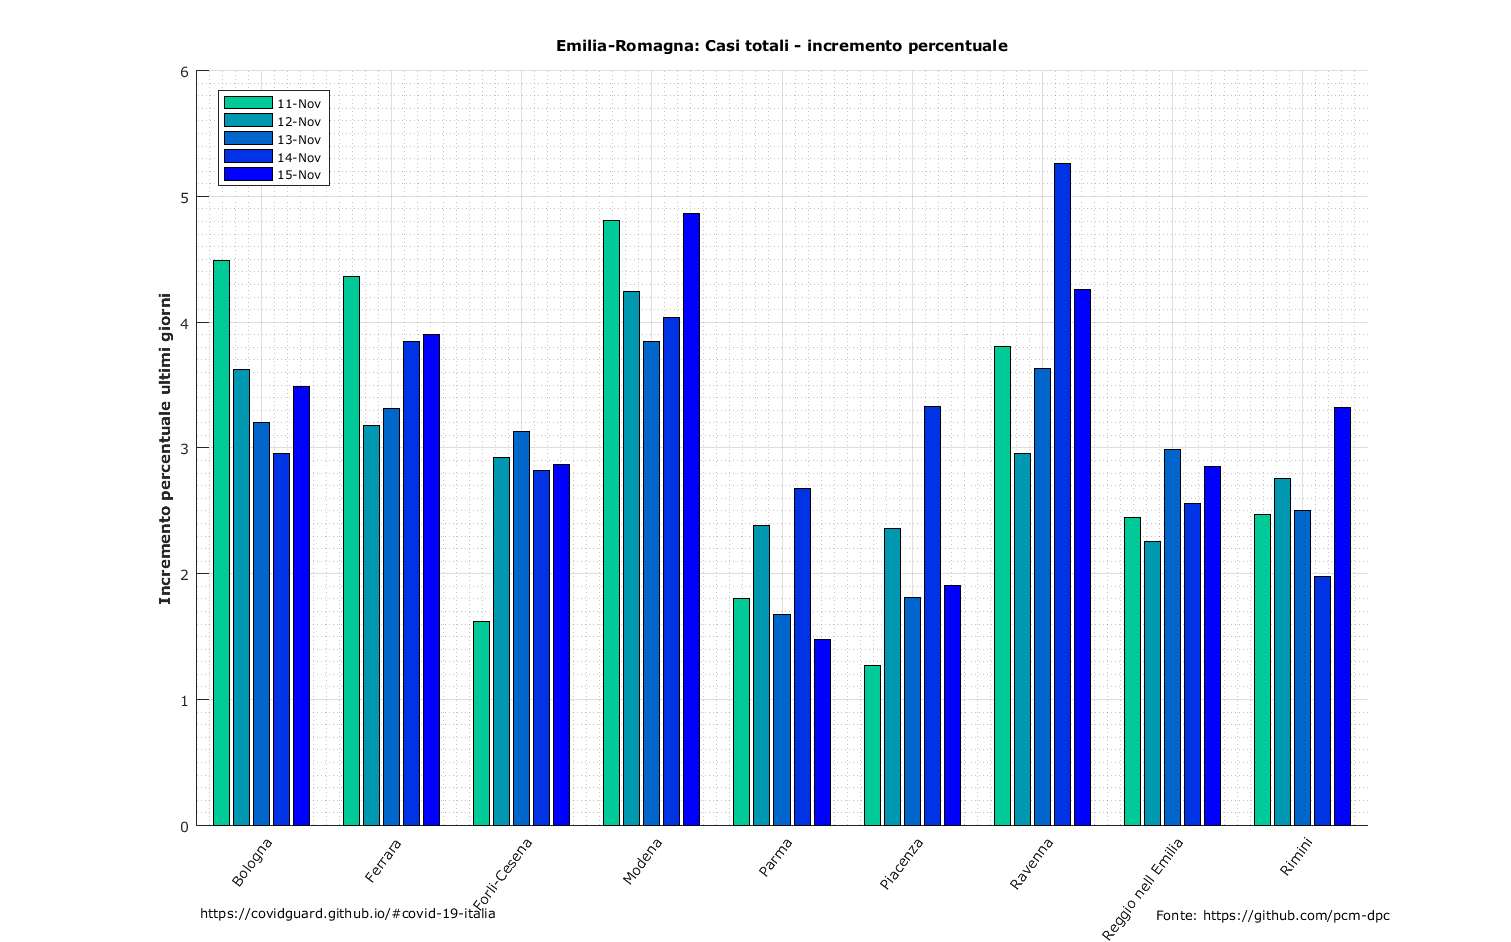 Emilia-Romagna: Casi totali - incremento percentuale
6
5
4
3
2
1
0
Incremento percentuale ultimi giorni
11-Nov
12-Nov
13-Nov
14-Nov
15-Nov
Bologna
Ferrara
Forlì-Cesena
Modena
Parma
Piacenza
Ravenna
Reggio nell Emilia
Rimini
https://covidguard.github.io/#covid-19-italia
Fonte: https://github.com/pcm-dpc